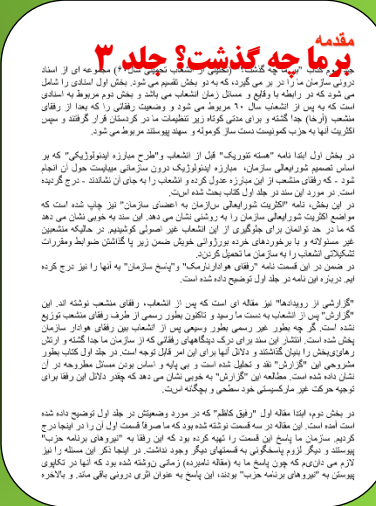 مقدمه
بر ما چه گذشت؟ جلد ۳
جلد سوم کتاب "بر ما چه گذشت؟" مجموعه ای از اسناد
درونی سازمان ما را در بر می گیرد، که به دو بخش تقسیم می شود. بخش اول اسنادی را شامل
می شود که در رابطه با وقایع و مسائل زمان انشعاب می باشد و بخش دوم مربوط به اسنادی
است که به پس از انشعاب سال ۶۰ مربوط می شود و وضعیت رفقائی را که بعدا از رفقای
منشعب (آرخا) جدا گشته و برای مدتی کوتاه زیر تنظیمات ما در کردستان قرار گرفتند و سپس
اکثریت آنها به حزب کمونیست دست ساز کوموله و سهند پیوستند مربوط می شود.
در بخش اول ابتدا نامه "هسته تئوریک" قبل از انشعاب و"طرح مبارزه ایدئولوژیکی" که بر
اساس تصمیم شورایعالی سازمان، مبارزه ایدئولوژیک درون سازمانی میبایست حول آن انجام
شود - که رفقای منشعب از این مبارزه عدول کرده و انشعاب را به جای آن نشاندند - درج گردیده
است. در مورد این سند در جلد اول کتاب بحث شده است.
در این بخش، نامه "اکثریت شورایعالی سازمان به اعضای سازمان" نیز چاپ شده است که
مواضع اکثریت شورایعالی سازمان را به روشنی نشان می دهد. این سند به خوبی نشان می دهد
که ما در حد توانمان برای جلوگیری از این انشعاب غیر اصولی کوشیدیم. در حالیکه منشعبین
غیر مسئولانه و با برخوردهای خرده بورژوائی خویش ضمن زیر پا گذاشتن ضوابط ومقررات
تشکیلاتی انشعاب را به سازمان ما تحمیل کردند.
در ضمن در این قسمت نامه "رفقای هوادارنارمک" و"پاسخ سازمان" به آنها را نیز درج کرده
ایم. درباره این نامه در جلد اول توضیح داده شده است.
"گزارشی از رویدادها" نیز مقاله ای است که پس از انشعاب، رفقای منشعب نوشته اند. این
"گزارش" پس از انشعاب به دست ما رسید و تاکنون بطور رسمی از طرف رفقای منشعب توزیع
نشده است. گر چه بطور غیر رسمی بطور وسیعی پس از انشعاب بین رفقای هوادار سازمان
پخش شده است. انتشار این سند برای درک دیدگاههای رفقائی که از سازمان ما جدا گشته و ارتش
رهای‌بخش را بنیان گذاشتند و دلائل آنها برای این امر قابل توجه است. در جلد اول کتاب بطور
مشروحی این "گزارش" نقد و تحلیل شده است و بی پایه و اساس بودن مسائل مطروحه در آن
نشان داده شده است. مطالعه این "گزارش" به خوبی نشان می دهد که چقدر دلائل این رفقا برای
توجیه حرکت غیر مارکسیستی خود سطحی و بچگانه است.
در بخش دوم، ابتدا مقاله اول "رفیق کاظم" که در مورد وضعیتش در جلد اول توضیح داده شده
است آمده است. این مقاله در سه قسمت نوشته شده بود که ما صرفاً قسمت اول آن را در اینجا درج
کردیم. سازمان ما پاسخ این قسمت را تهیه کرده بود که این رفقا به "نیروهای برنامه حزب"
پیوستند و دیگر لزوم پاسخگوئی به قسمتهای دیگر وجود نداشت. در اینجا ذکر این مسئله را نیز
لازم می دانیم که چون پاسخ ما به (مقاله نامبرده) زمانی نوشته شده بود که آنها در تکاپوی
پیوستن به "نیروهای برنامه حزب" بودند، این پاسخ به عنوان اثری درونی باقی ماند. و بالاخره